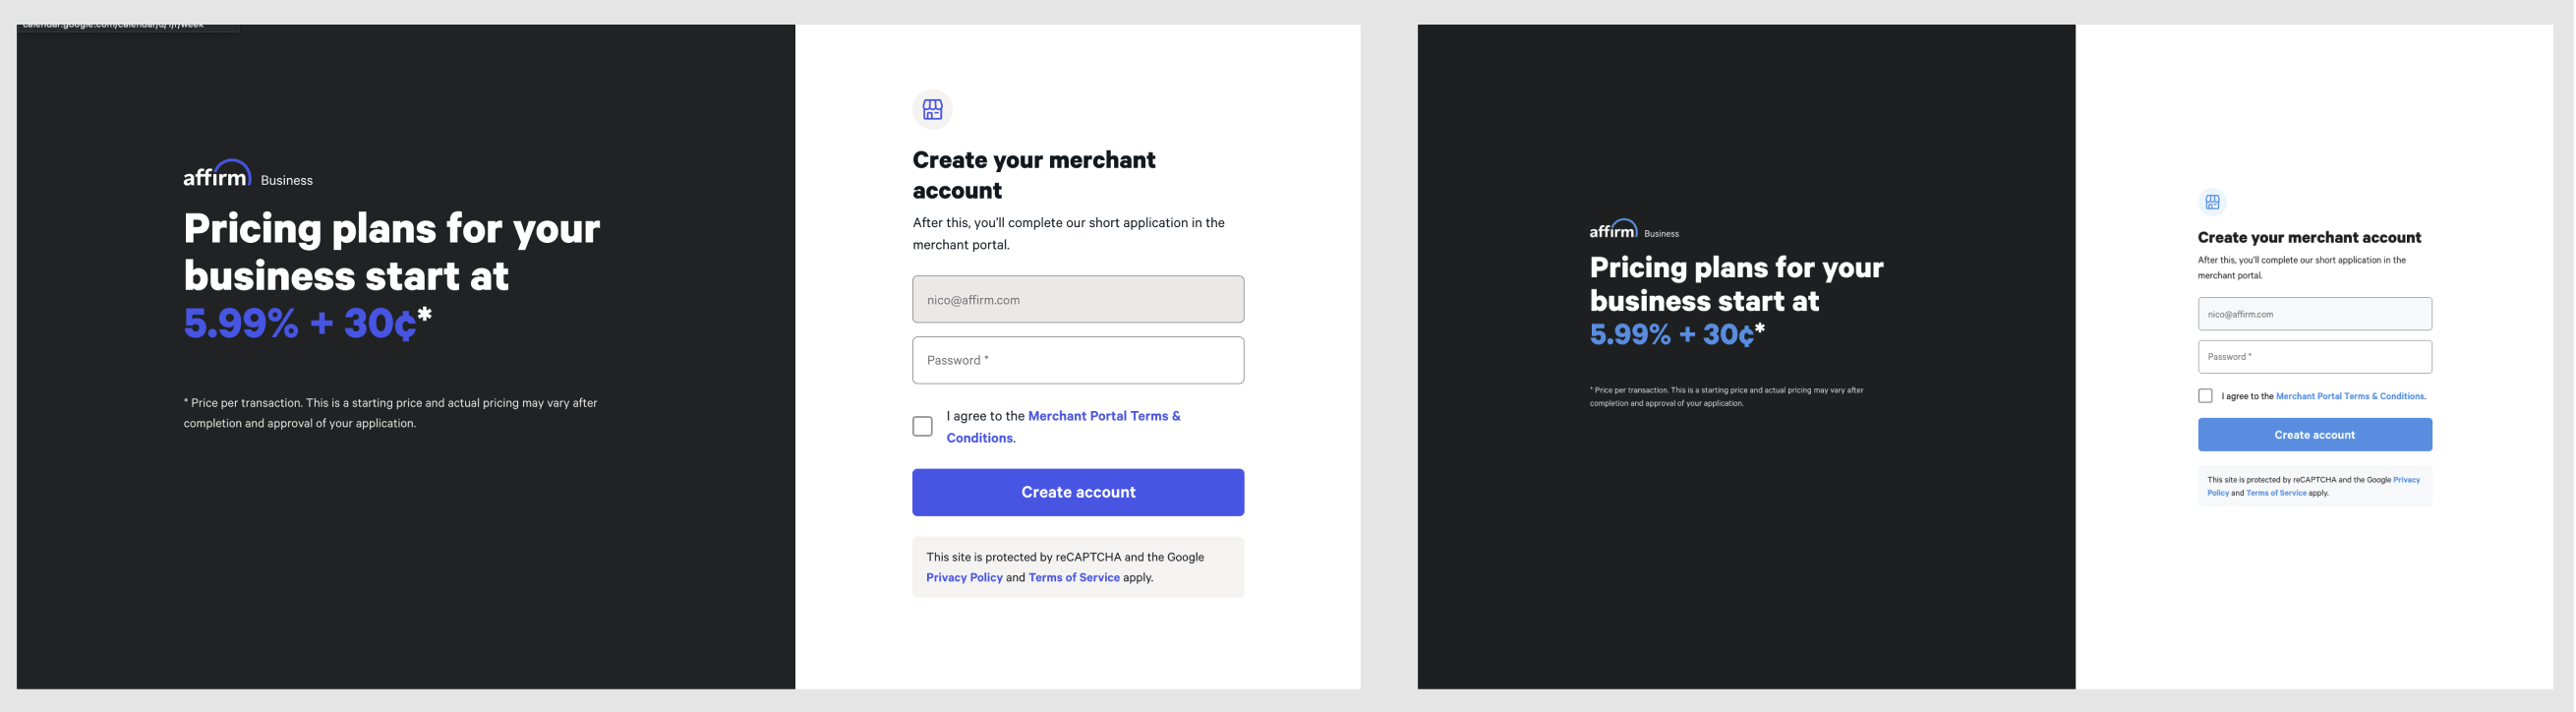 calendar.google.com/calendar/u/1/r/week
affirm Business
Pricing plans for your
business start at
5.99% + 30¢*
* Price per transaction. This is a starting price and actual pricing may vary after
completion and approval of your application.
Create your merchant
account
After this, you'll complete our short application in the
merchant portal.
nico@affirm.com
Password *
I agree to the Merchant Portal Terms &
Conditions.
Create account
This site is protected by reCAPTCHA and the Google
Privacy Policy and Terms of Service apply.
affirm Business
Pricing plans for your
business start at
5.99% + 30¢*
* Price per transaction. This is a starting price and actual pricing may vary after
completion and approval of your application.
Create your merchant account
After this, you'll complete our short application in the
merchant portal.
nico@affirm.com
Password *
I agree to the Merchant Portal Terms & Conditions.
Create account
This site is protected by reCAPTCHA and the Google Privacy
Policy and Terms of Service apply.